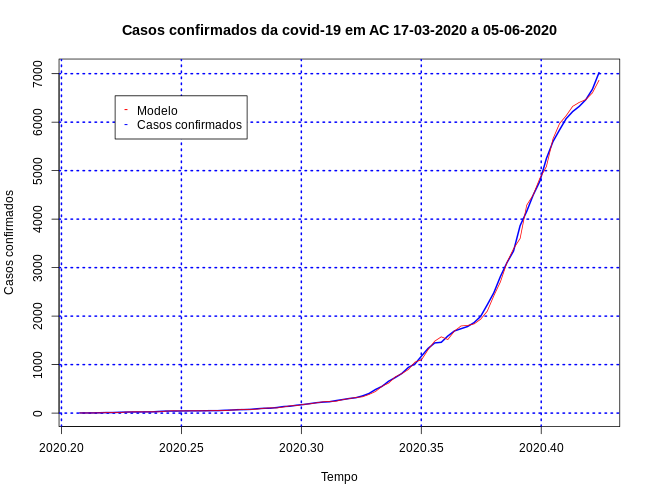 Casos confirmados da covid-19 em AC 17-03-2020 a 05-06-2020
7000
6000
5000
4000
3000
2000
1000
0
Casos confirmados
- Modelo
- Casos confirmados
2020.20 2020.25 2020.30 2020.35 2020.40
Tempo